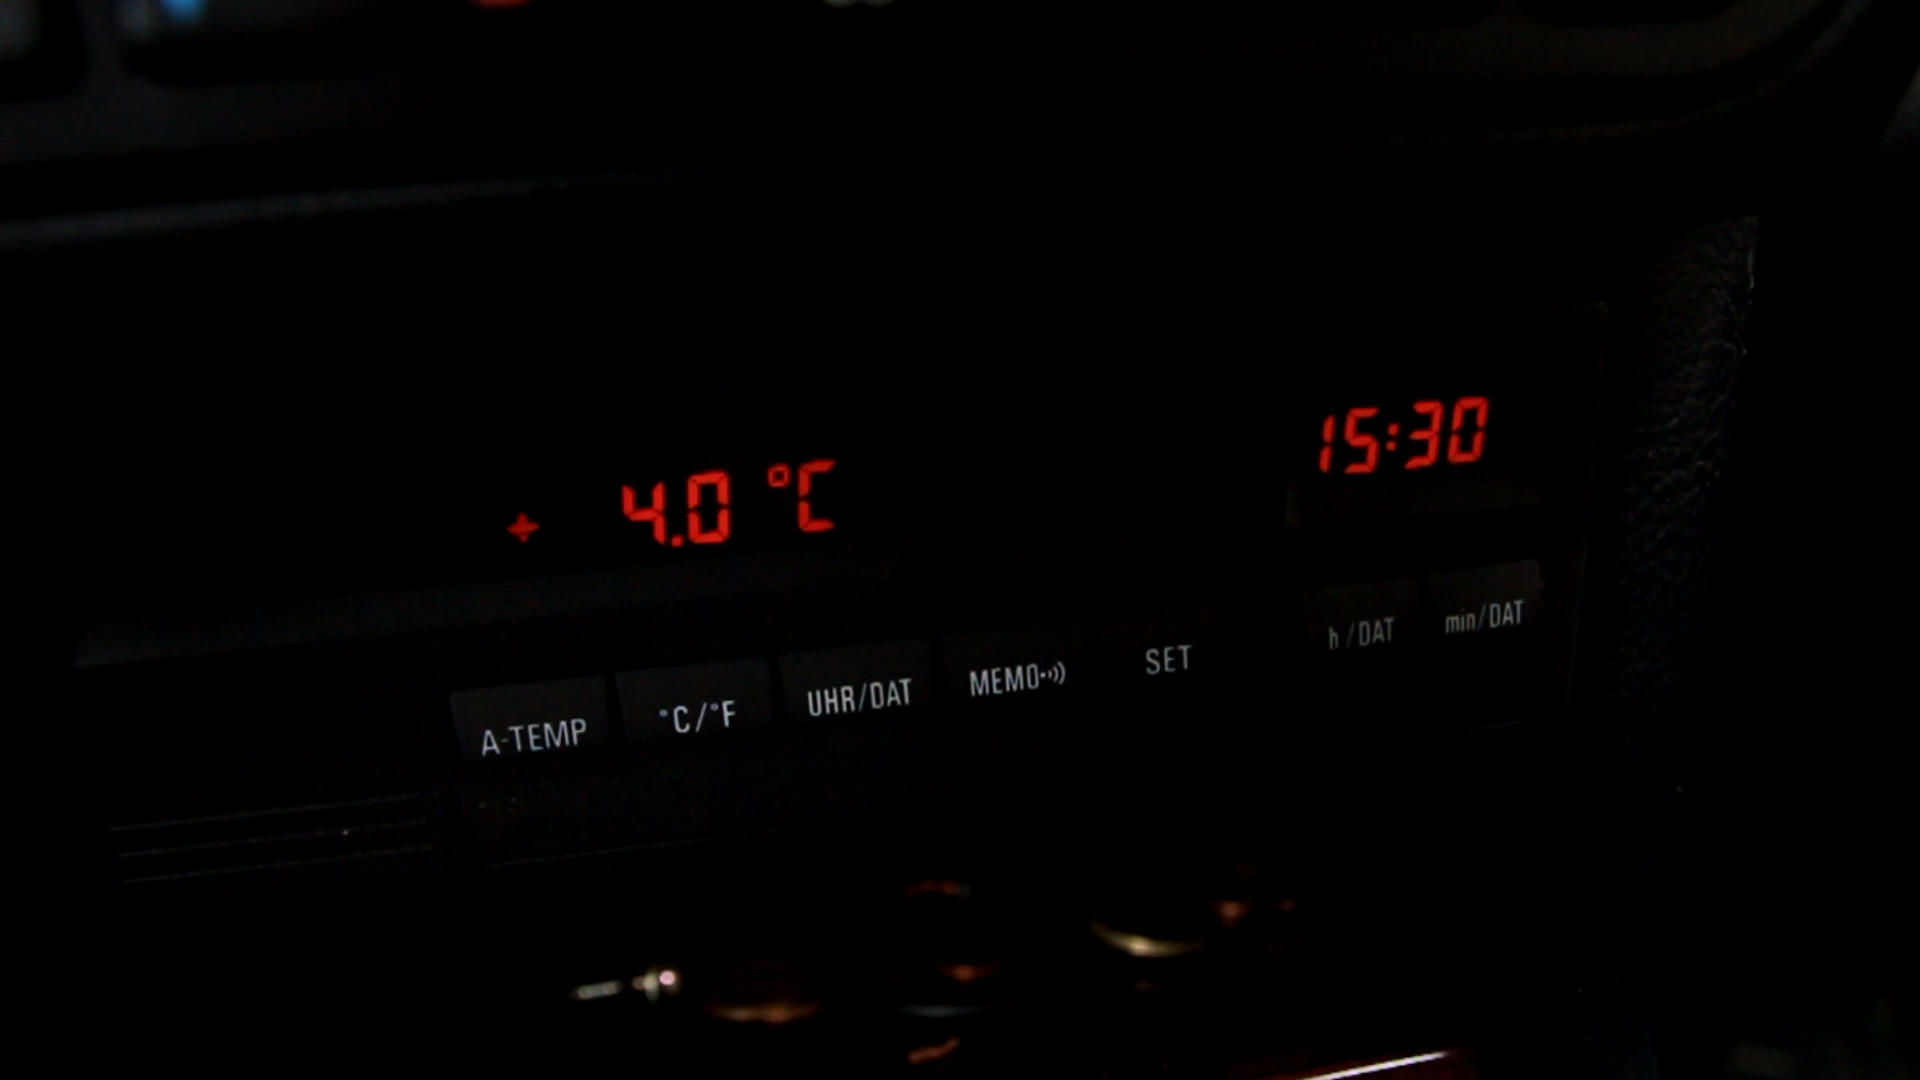 + 4.0 °C 15:30
A-TEMP °C/°F UHR/DAT MEMO SET h/DAT min/DAT